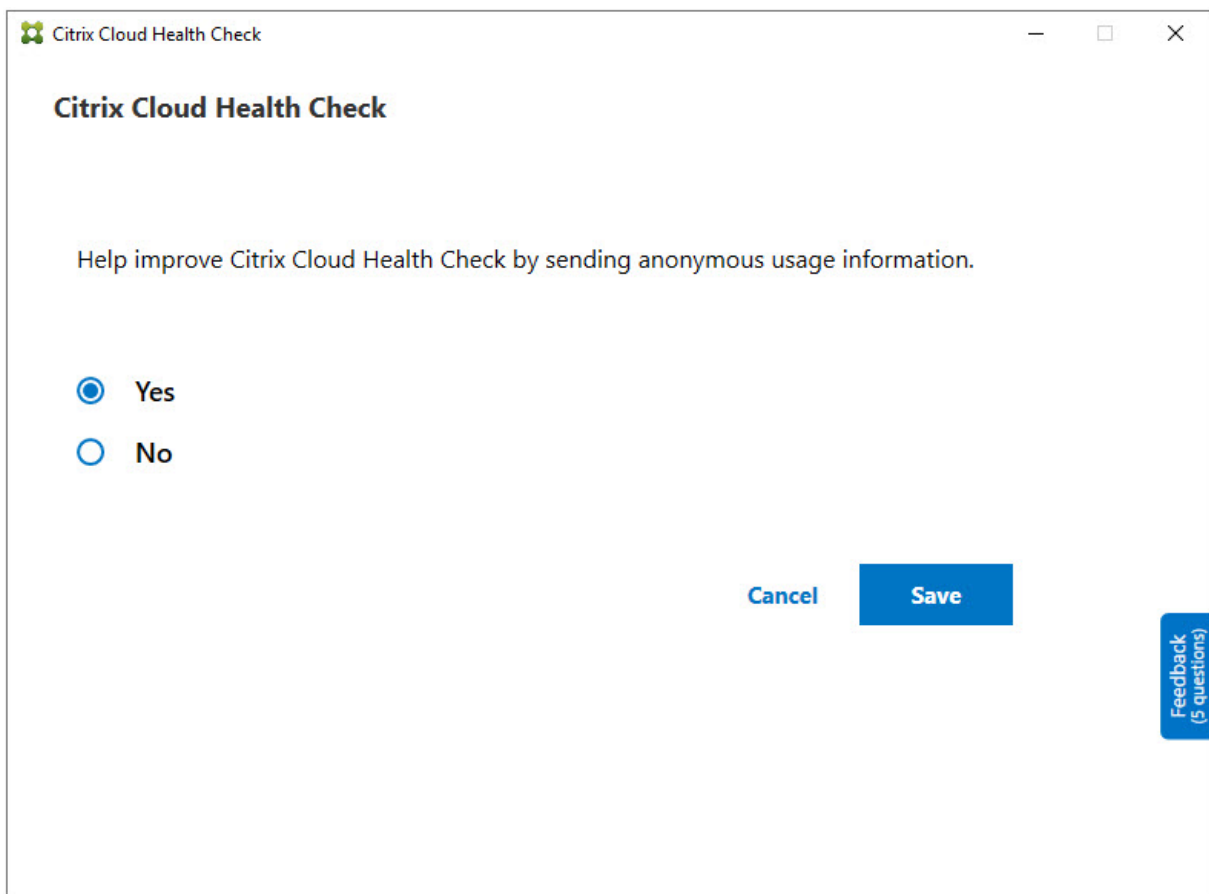 Citrix Cloud Health Check
Citrix Cloud Health Check
Help improve Citrix Cloud Health Check by sending anonymous usage information.
Yes
No
Cancel
Save
Feedback
(5 questions)